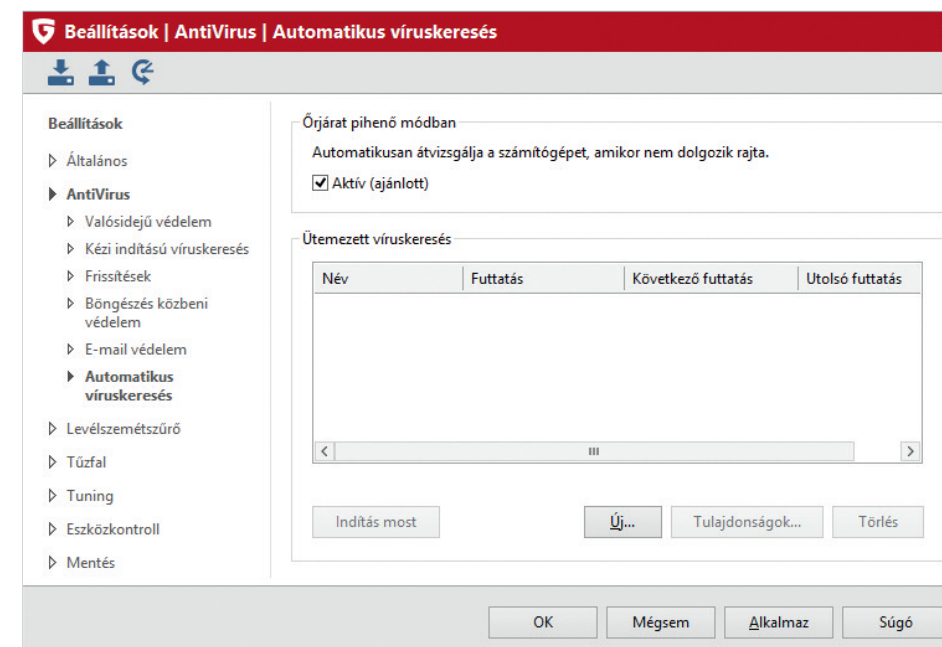 Beállítások | AntiVirus | Automatikus víruskeresés
Beállítások
Általános
AntiVirus
Valósidejű védelem
Kézi indítású víruskeresés
Frissítések
Böngészés közbeni
védelem
E-mail védelem
Automatikus
víruskeresés
Levélszemétszűrő
Tűzfal
Tuning
Eszközkontroll
Mentés
Őrjárat pihenő módban
Automatikusan átvizsgálja a számítógépet, amikor nem dolgozik rajta.
Aktív (ajánlott)
Ütemezett víruskeresés
Név Futtatás Következő futtatás Utolsó futtatás
Indítás most Új... Tulajdonságok... Törlés
OK Mégsem Alkalmaz Súgó